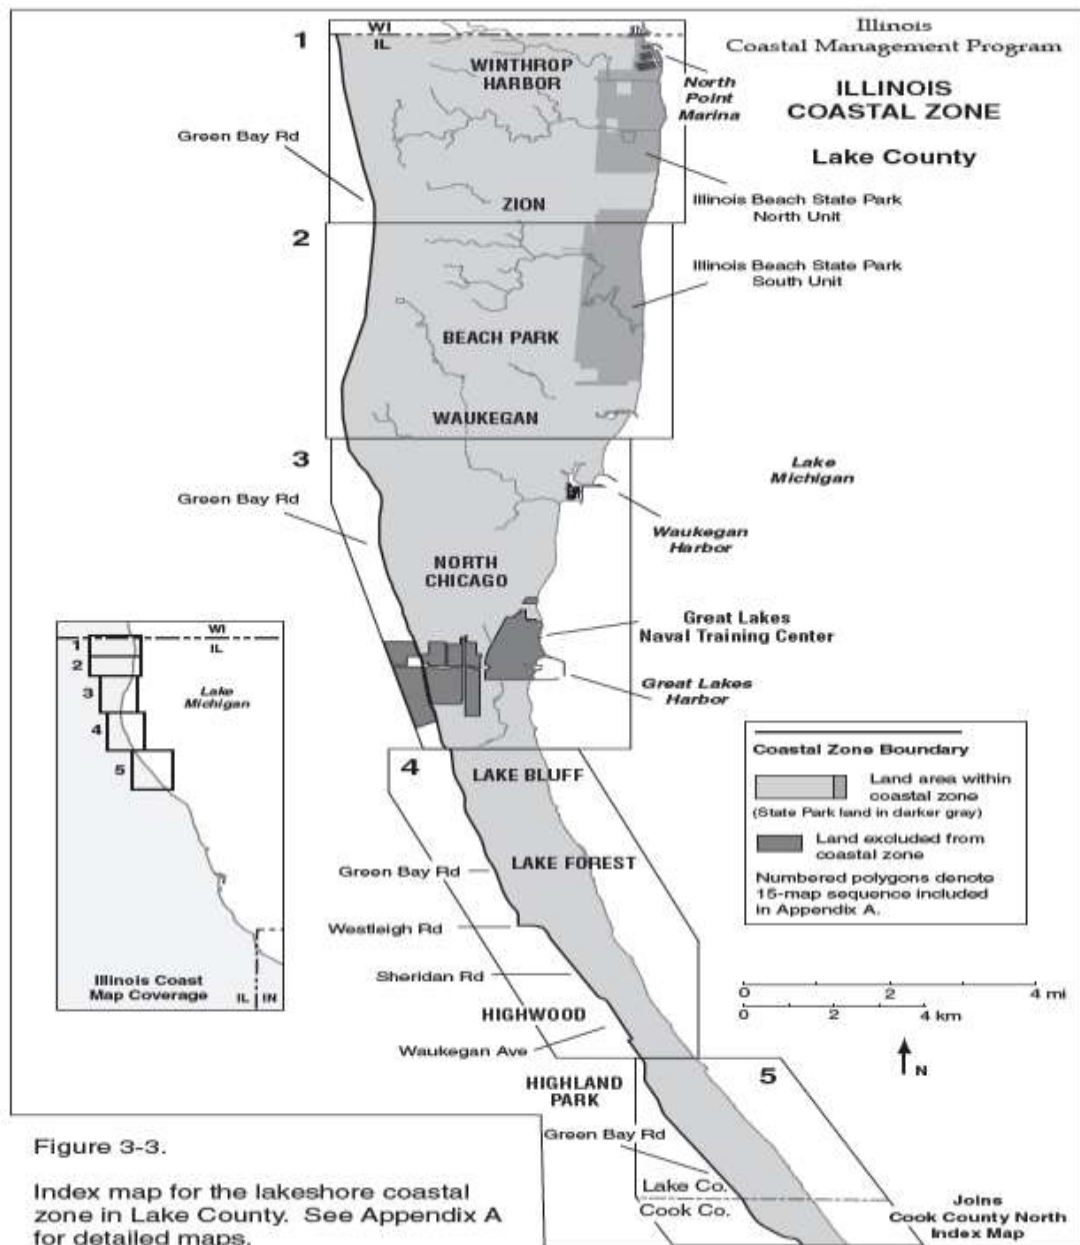 Illinois
Coastal Management Program
ILLINOIS
COASTAL ZONE
Lake County
1
WI
IL
WINTHROP
HARBOR
North
Point
Marina
Green Bay Rd
ZION
Illinois Beach State Park
North Unit
2
Illinois Beach State Park
South Unit
BEACH PARK
WAUKEGAN
3
Lake
Michigan
Green Bay Rd
Waukegan
Harbor
NORTH
CHICAGO
Great Lakes
Naval Training Center
Great Lakes
Harbor
WI
IL
1
2
3
4
5
Lake
Michigan
Illinois Coast
Map Coverage
IL
IN
4
LAKE BLUFF
LAKE FOREST
Green Bay Rd
Westleigh Rd
Sheridan Rd
HIGHWOOD
Waukegan Ave
Coastal Zone Boundary
Land area within
coastal zone
(State Park land in darker gray)
Land excluded from
coastal zone
Numbered polygons denote
15-map sequence included
in Appendix A.
0 2 4 mi
0 2 4 km
N
5
HIGHLAND
PARK
Green Bay Rd
Lake Co.
Cook Co.
Joins
Cook County North
Index Map
Figure 3-3.
Index map for the lakeshore coastal
zone in Lake County. See Appendix A
for detailed maps.